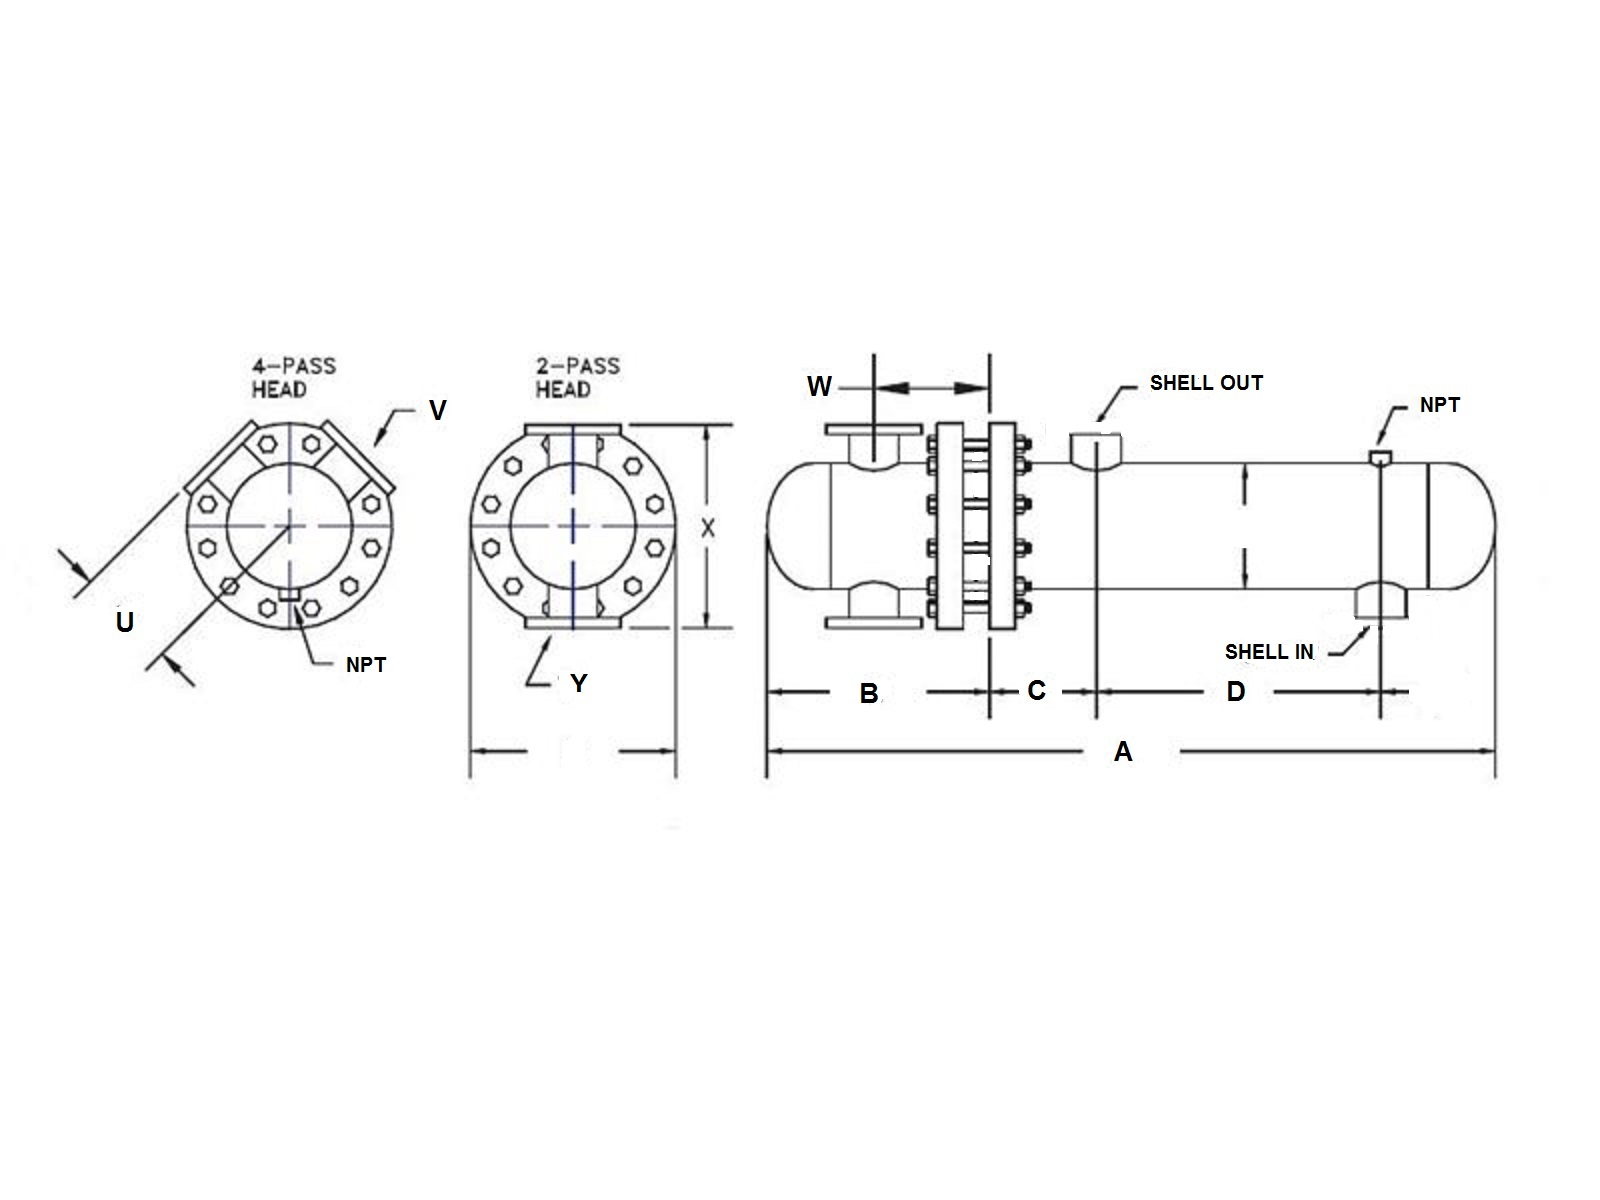 4-PASS
HEAD
V
U
NPT
2-PASS
HEAD
X
Y
W
SHELL OUT
NPT
SHELL IN
B
C
D
A